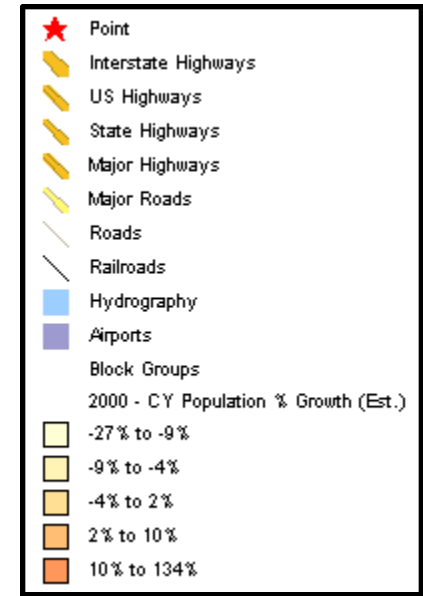 Point
Interstate Highways
US Highways
State Highways
Major Highways
Major Roads
Roads
Railroads
Hydrography
Airports
Block Groups
2000 - CY Population % Growth (Est.)
-27% to -9%
-9% to -4%
-4% to 2%
2% to 10%
10% to 134%